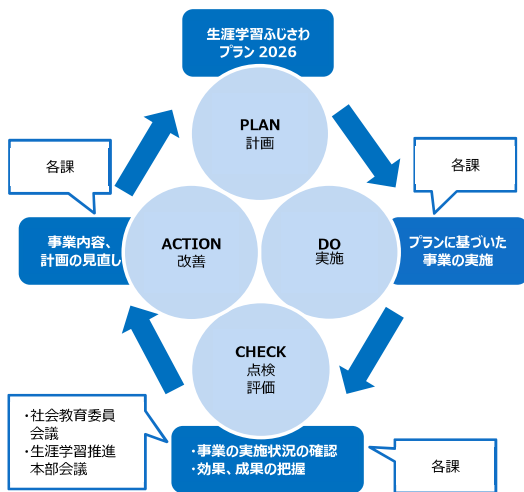 生涯学習ふじさわ
プラン 2026
PLAN
計画
各課
各課
事業内容、
計画の見直し
ACTION
改善
DO
実施
プランに基づいた
事業の実施
CHECK
点検
評価
・社会教育委員
会議
・生涯学習推進
本部会議
・事業の実施状況の確認
・効果、成果の把握
各課